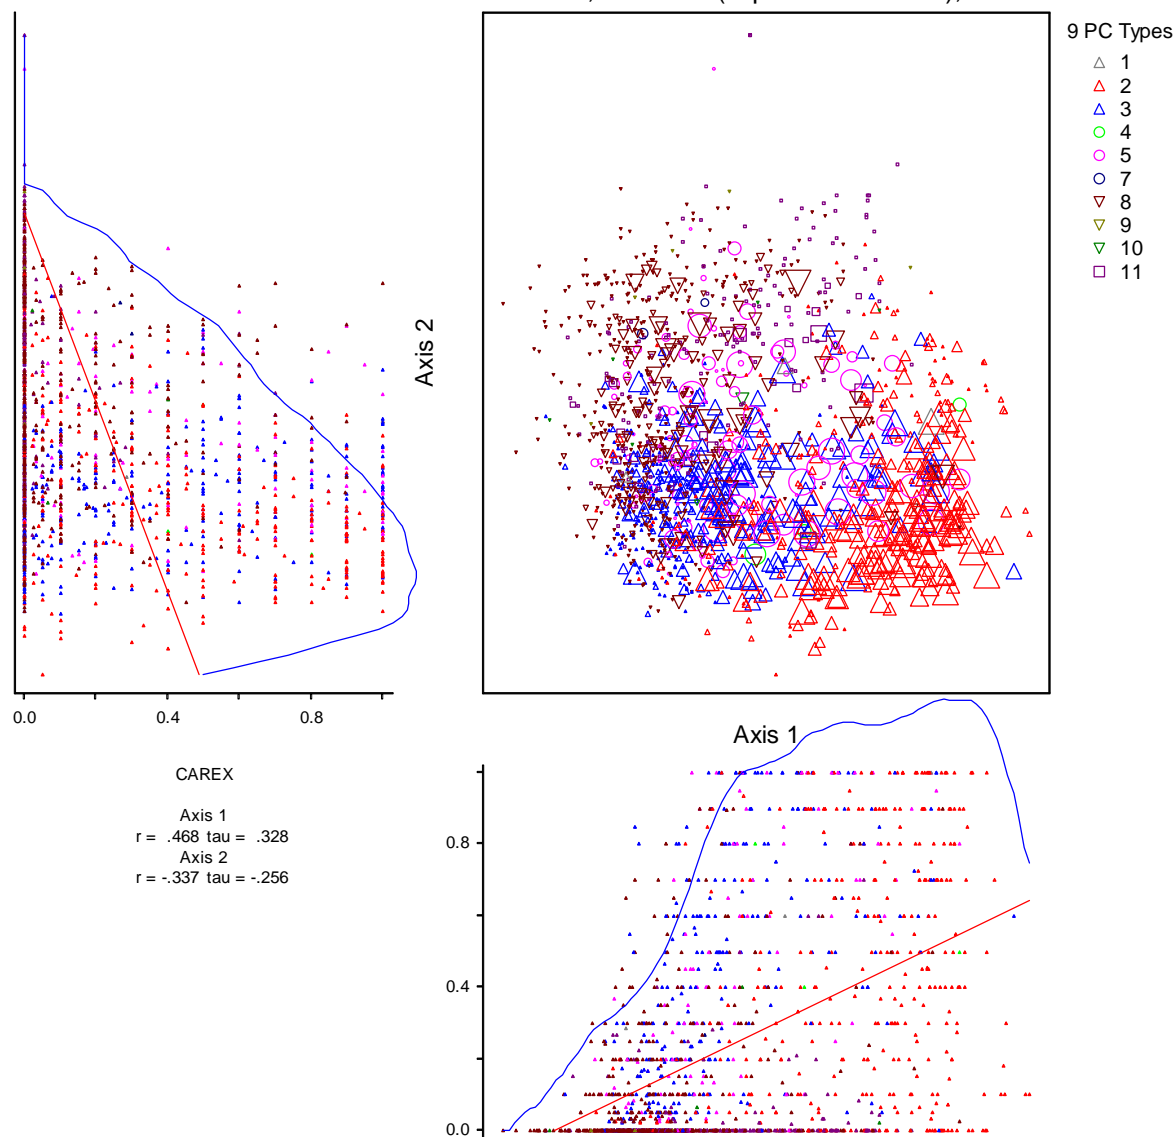 9 PC Types
1
2
3
4
5
7
8
9
10
11
Axis 2
0.0 0.4 0.8
Axis 1
CAREX
Axis 1
r = .468 tau = .328
Axis 2
r = -.337 tau = -.256
0.8
0.4
0.0